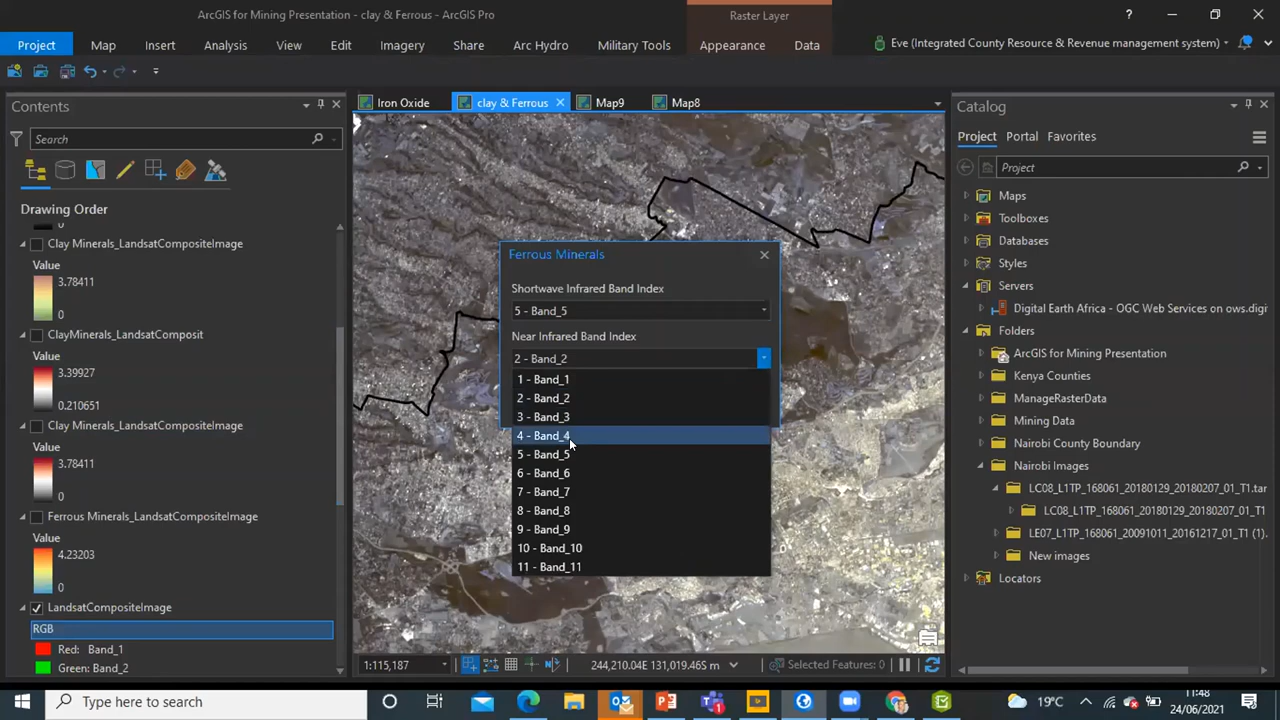 ArcGIS for Mining Presentation - clay & Ferrous - ArcGIS Pro
Raster Layer
?
Project Map Insert Analysis View Edit Imagery Share Arc Hydro Military Tools Appearance Data
Eve (Integrated County Resource & Revenue management system)
Contents
Search
Drawing Order
0
Clay Minerals_LandsatCompositeImage
Value
3.78411
0
ClayMinerals_LandsatComposit
Value
3.39927
0.210651
Clay Minerals_LandsatCompositeImage
Value
3.78411
0
Ferrous Minerals_LandsatCompositeImage
Value
4.23203
0
LandsatCompositeImage
RGB
Red: Band_1
Green: Band_2
Iron Oxide clay & Ferrous Map9 Map8
Ferrous Minerals
Shortwave Infrared Band Index
5 - Band_5
Near Infrared Band Index
2 - Band_2
1 - Band_1
2 - Band_2
3 - Band_3
4 - Band_4
5 - Band_5
6 - Band_6
7 - Band_7
8 - Band_8
9 - Band_9
10 - Band_10
11 - Band_11
1:115,187
244,210.04E 131,019.46S m
Selected Features: 0
Catalog
Project Portal Favorites
Project
Maps
Toolboxes
Databases
Styles
Servers
Digital Earth Africa - OGC Web Services on ows.digi
Folders
ArcGIS for Mining Presentation
Kenya Counties
ManageRasterData
Mining Data
Nairobi County Boundary
Nairobi Images
LC08_L1TP_168061_20180129_20180207_01_T1.tar
LC08_L1TP_168061_20180129_20180207_01_T1
LE07_L1TP_168061_20091011_20161217_01_T1(1).
New images
Locators
Type here to search
19°C
11:48
24/06/2021